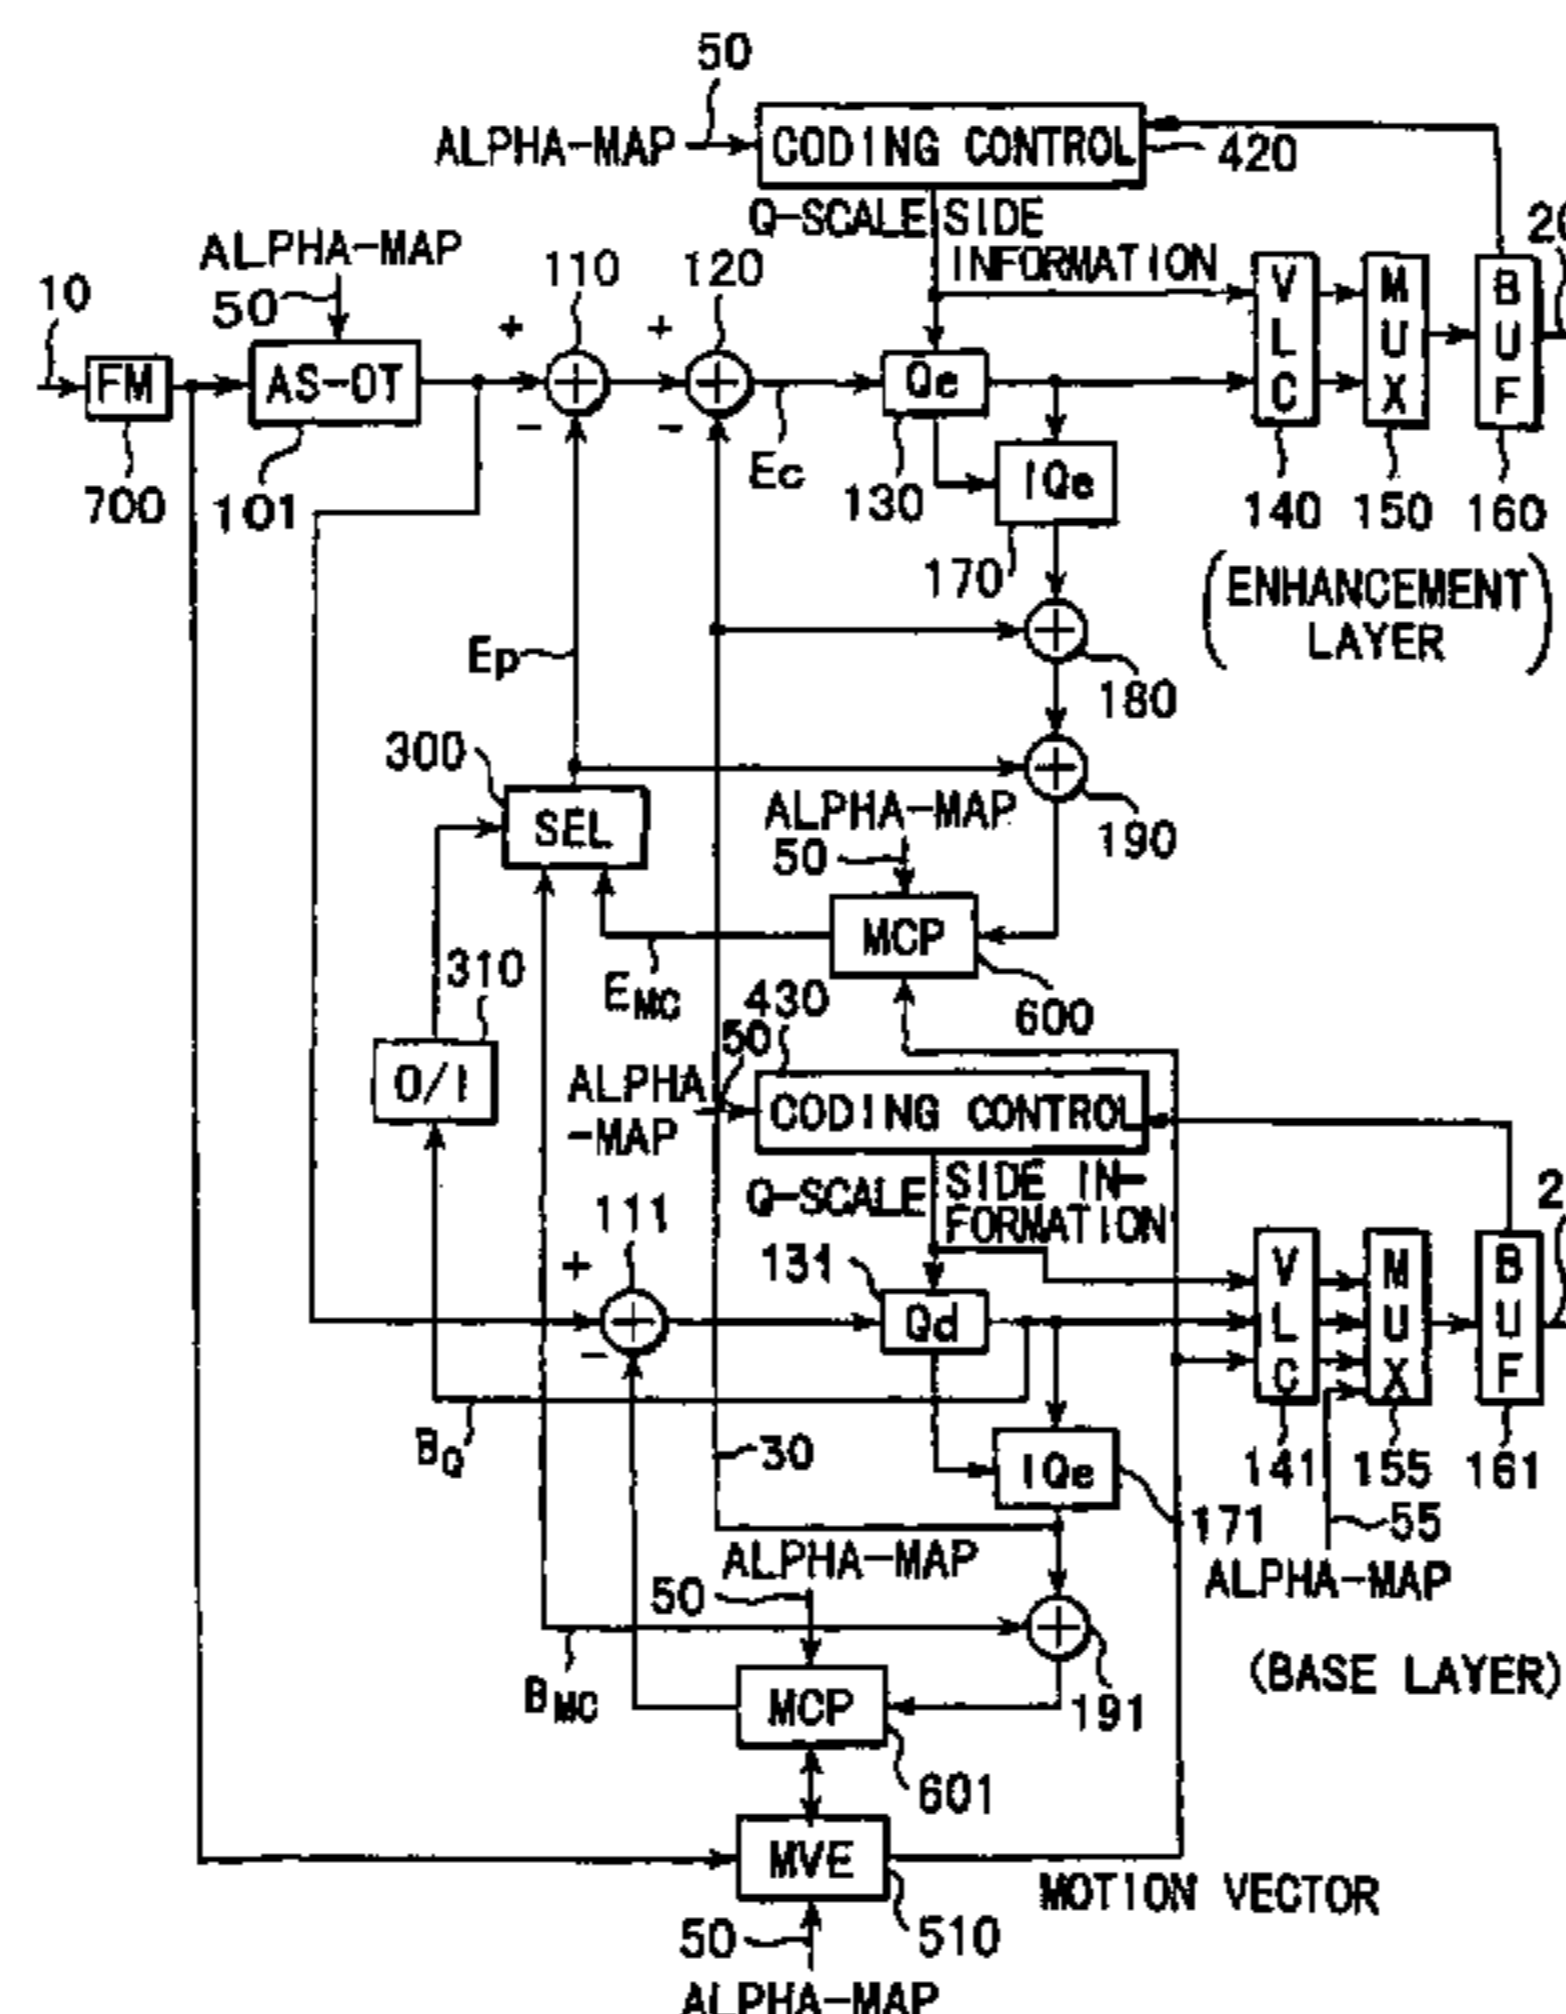 50
ALPHA-MAP
CODING CONTROL
420
Q-SCALE
SIDE
INFORMATION
ALPHA-MAP
50
10
FM
700
AS-OT
101
+
110
-
+
120
-
Ec
Qe
130
IQe
170
V
L
C
140
M
U
X
150
B
U
F
160
(ENHANCEMENT
LAYER)
Ep
180
190
300
SEL
ALPHA-MAP
50
MCP
600
EMC
310
O/I
430
50
ALPHA
-MAP
CODING CONTROL
Q-SCALE
SIDE IN-
FORMATION
111
+
-
131
Qd
BQ
30
IQe
171
V
L
C
141
M
U
X
155
B
U
F
161
55
ALPHA-MAP
ALPHA-MAP
50
191
(BASE LAYER)
BMC
MCP
601
MVE
510
MOTION VECTOR
50
ALPHA-MAP